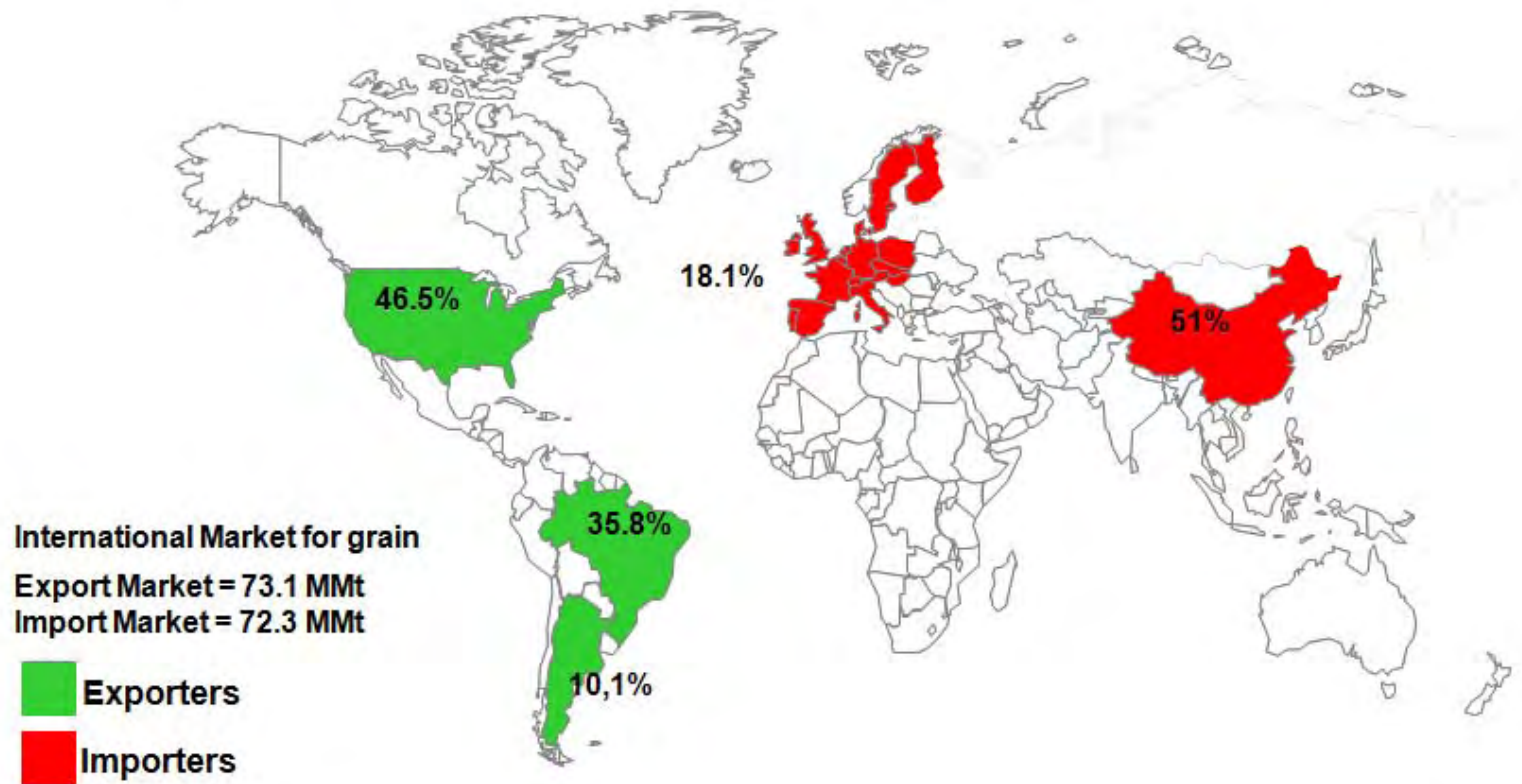 46.5%
18.1%
51%
35.8%
10,1%
International Market for grain
Export Market = 73.1 MMt
Import Market = 72.3 MMt
Exporters
Importers